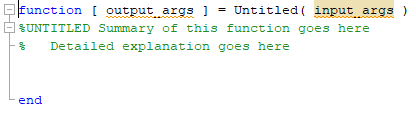 function [ output_args ] = Untitled( input_args )
%UNTITLED Summary of this function goes here
%   Detailed explanation goes here
end